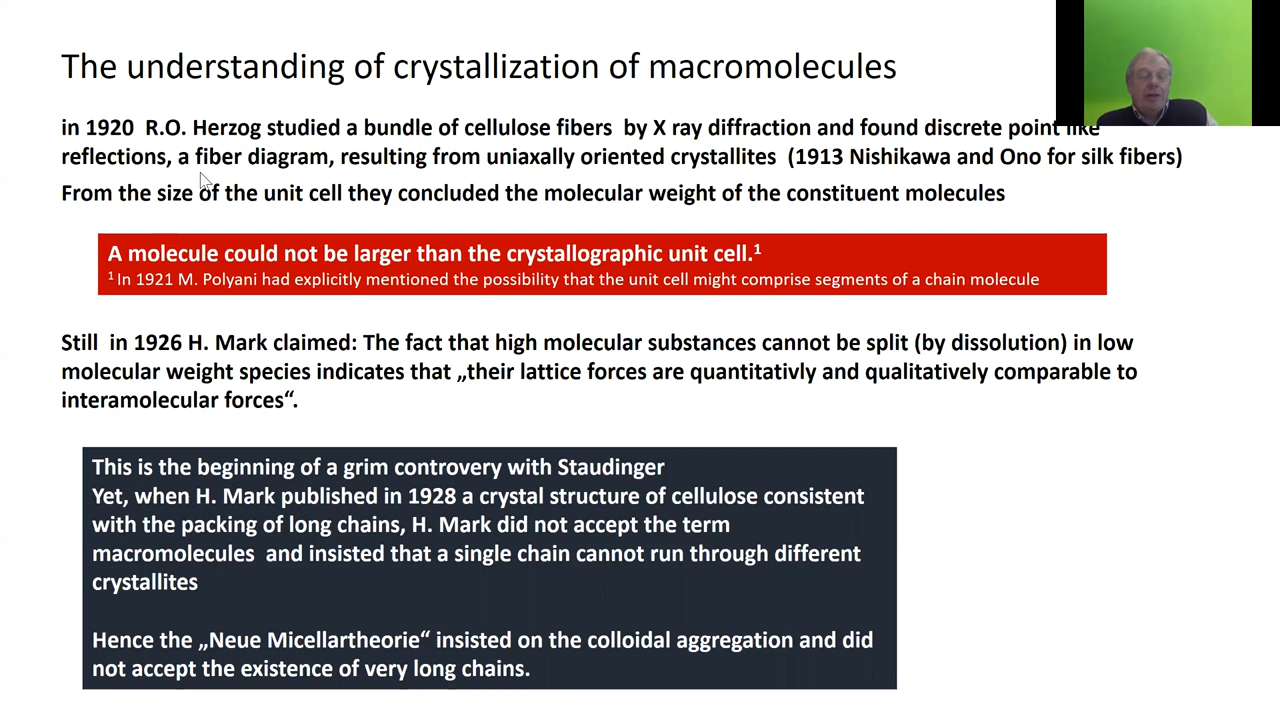 The understanding of crystallization of macromolecules
in 1920 R.O. Herzog studied a bundle of cellulose fibers by X ray diffraction and found discrete point like
reflections, a fiber diagram, resulting from uniaxally oriented crystallites (1913 Nishikawa and Ono for silk fibers)
From the size of the unit cell they concluded the molecular weight of the constituent molecules
A molecule could not be larger than the crystallographic unit cell.¹
¹ In 1921 M. Polyani had explicitly mentioned the possibility that the unit cell might comprise segments of a chain molecule
Still in 1926 H. Mark claimed: The fact that high molecular substances cannot be split (by dissolution) in low
molecular weight species indicates that „their lattice forces are quantitativly and qualitatively comparable to
interamolecular forces“.
This is the beginning of a grim controvery with Staudinger
Yet, when H. Mark published in 1928 a crystal structure of cellulose consistent
with the packing of long chains, H. Mark did not accept the term
macromolecules and insisted that a single chain cannot run through different
crystallites
Hence the „Neue Micellartheorie“ insisted on the colloidal aggregation and did
not accept the existence of very long chains.